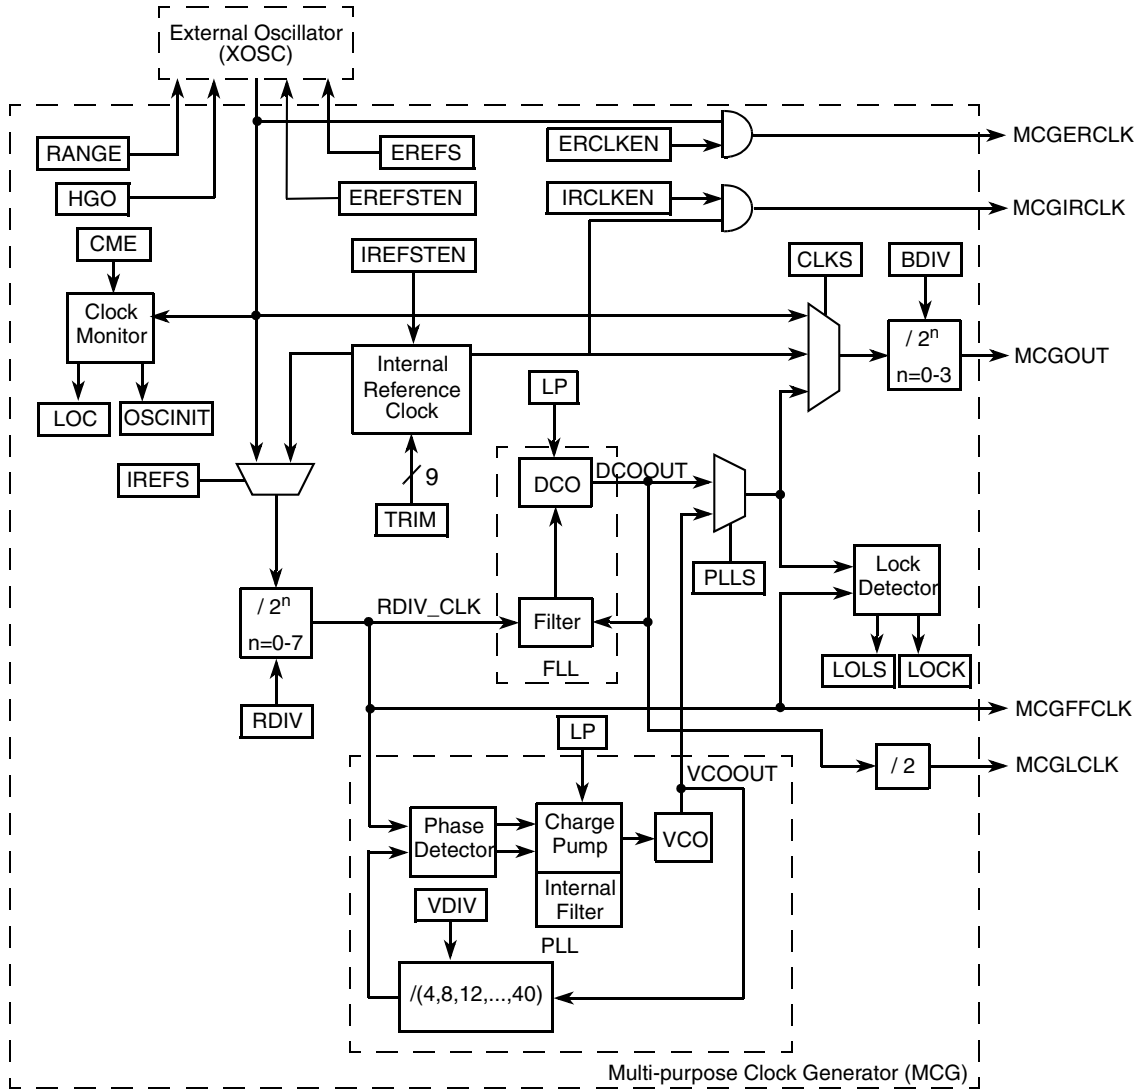 External Oscillator
(XOSC)
RANGE
EREFS
ERCLKEN
MCGERCLK
HGO
EREFSTEN
IRCLKEN
MCGIRCLK
CME
IREFSTEN
CLKS
BDIV
Clock
Monitor
/ 2n
n=0-3
MCGOUT
Internal
Reference
Clock
LP
LOC
OSCINIT
IREFS
9
TRIM
DCO
DCOOUT
PLLS
Lock
Detector
/ 2n
n=0-7
RDIV_CLK
Filter
FLL
LOLS
LOCK
RDIV
MCGFFCLK
LP
/ 2
MCGLCLK
VCOOUT
Phase
Detector
Charge
Pump
VCO
Internal
Filter
VDIV
PLL
/(4,8,12,...,40)
Multi-purpose Clock Generator (MCG)